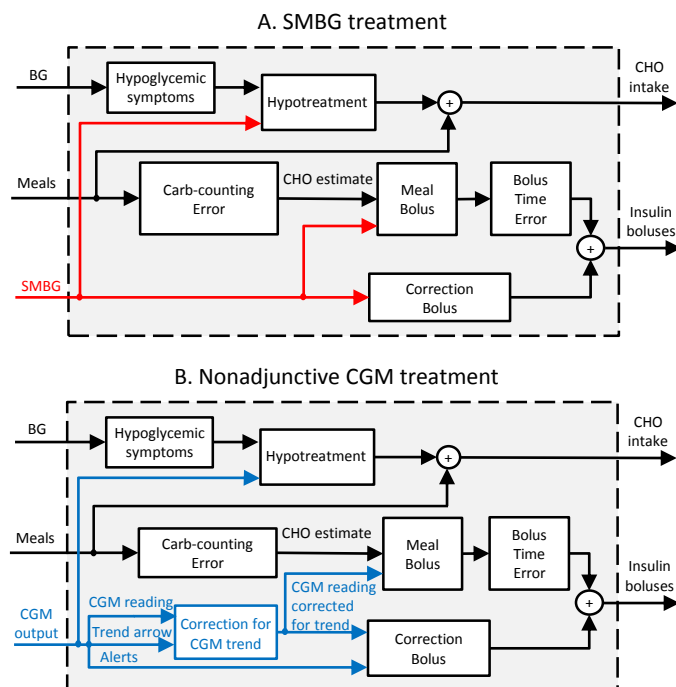 A. SMBG treatment
BG
Hypoglycemic
symptoms
Hypotreatment
+
CHO
intake
Meals
Carb-counting
Error
CHO estimate
Meal
Bolus
Bolus
Time
Error
+
Insulin
boluses
SMBG
Correction
Bolus
B. Nonadjunctive CGM treatment
BG
Hypoglycemic
symptoms
Hypotreatment
+
CHO
intake
Meals
Carb-counting
Error
CHO estimate
Meal
Bolus
Bolus
Time
Error
+
Insulin
boluses
CGM
output
CGM reading
Trend arrow
Alerts
Correction for
CGM trend
CGM reading
corrected
for trend
Correction
Bolus